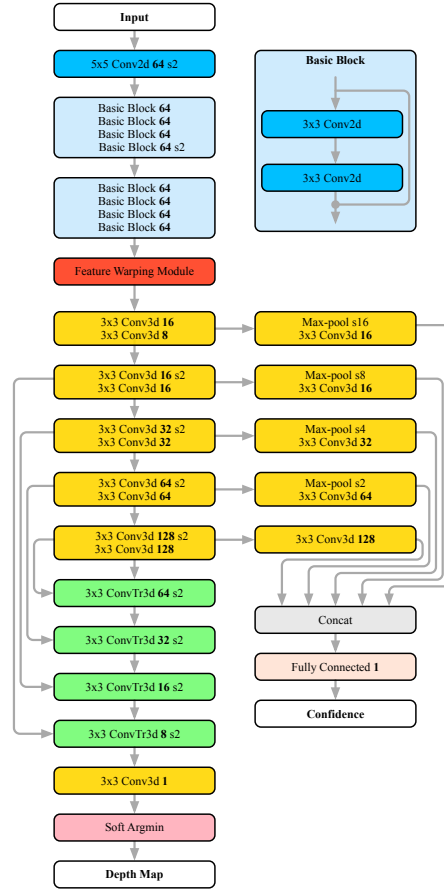 Input
5x5 Conv2d 64 s2
Basic Block 64
Basic Block 64
Basic Block 64
Basic Block 64 s2
Basic Block 64
Basic Block 64
Basic Block 64
Basic Block 64
Feature Warping Module
3x3 Conv3d 16
3x3 Conv3d 8
3x3 Conv3d 16 s2
3x3 Conv3d 16
3x3 Conv3d 32 s2
3x3 Conv3d 32
3x3 Conv3d 64 s2
3x3 Conv3d 64
3x3 Conv3d 128 s2
3x3 Conv3d 128
3x3 ConvTr3d 64 s2
3x3 ConvTr3d 32 s2
3x3 ConvTr3d 16 s2
3x3 ConvTr3d 8 s2
3x3 Conv3d 1
Soft Argmin
Depth Map
Basic Block
3x3 Conv2d
3x3 Conv2d
Max-pool s16
3x3 Conv3d 16
Max-pool s8
3x3 Conv3d 16
Max-pool s4
3x3 Conv3d 32
Max-pool s2
3x3 Conv3d 64
3x3 Conv3d 128
Concat
Fully Connected 1
Confidence